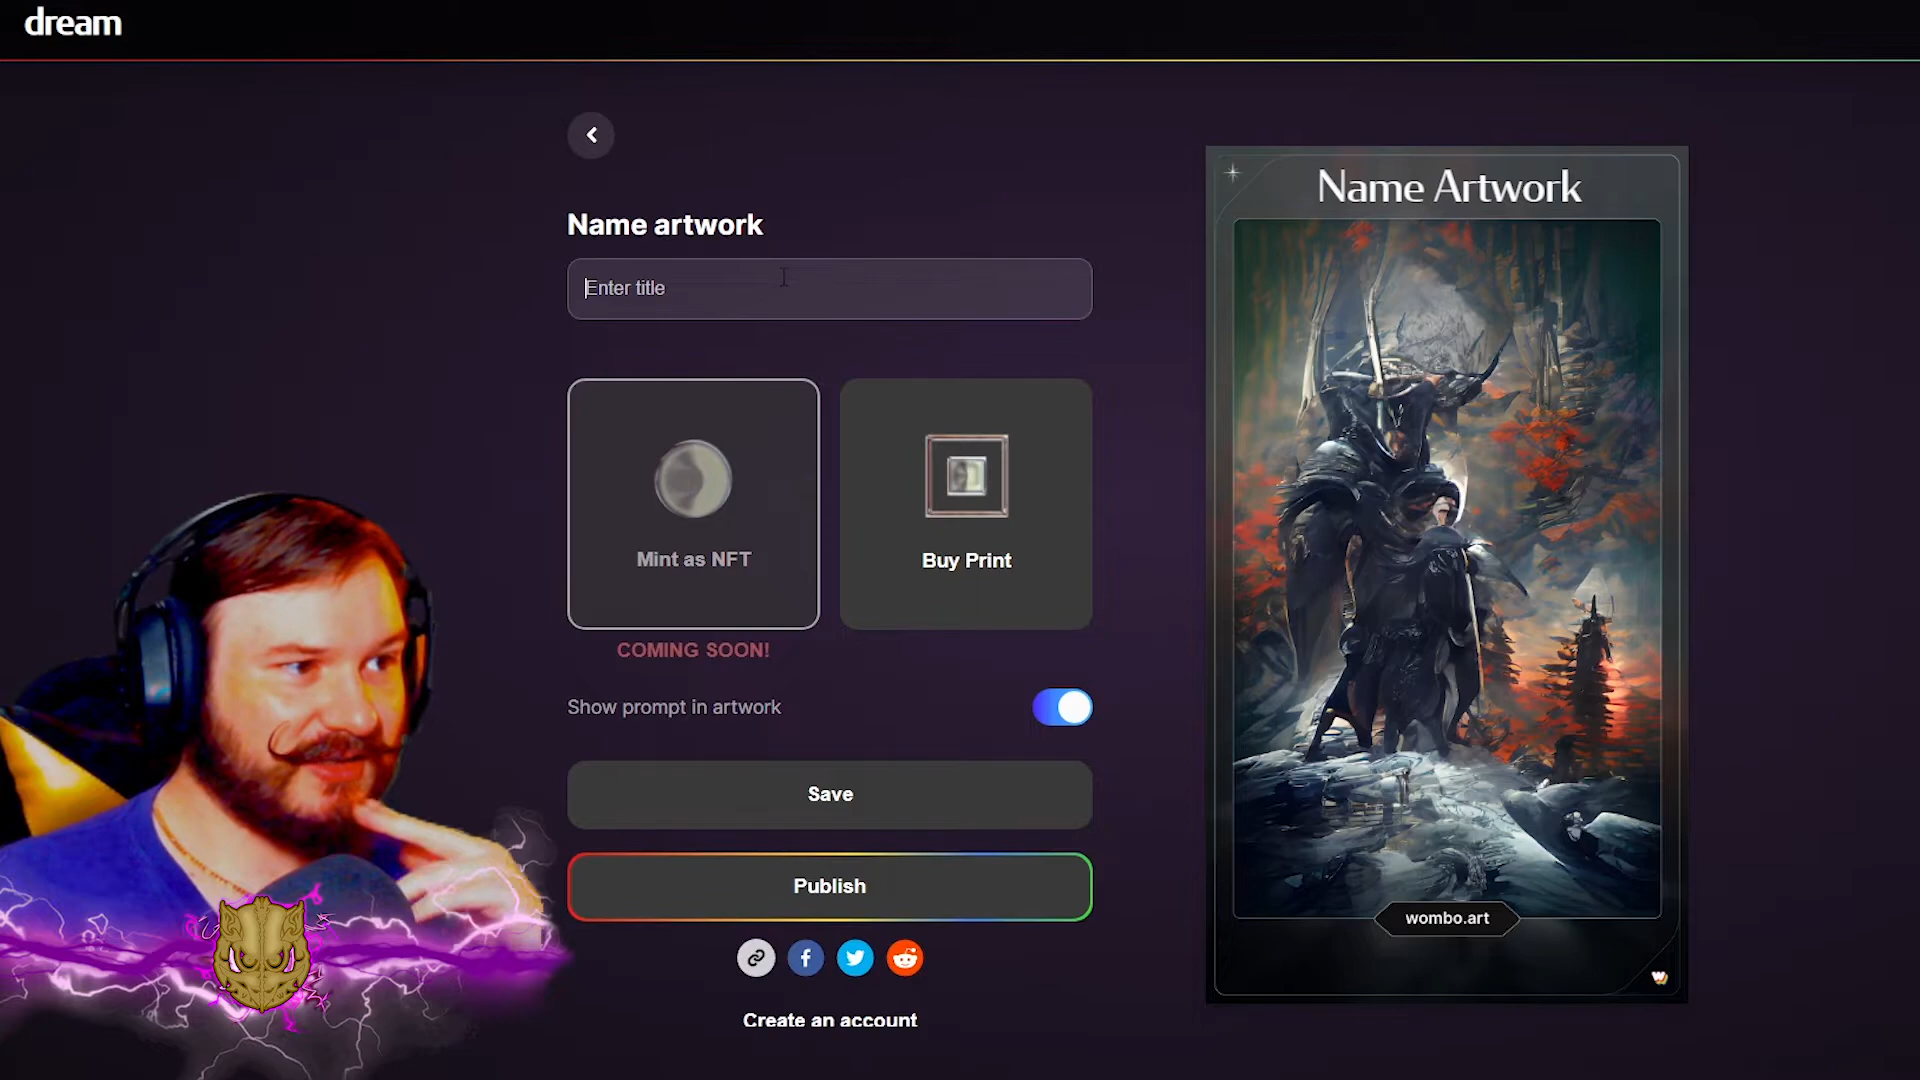 dream
Name artwork
Enter title
Mint as NFT
Buy Print
COMING SOON!
Show prompt in artwork
Save
Publish
Create an account
Name Artwork
wombo.art
W